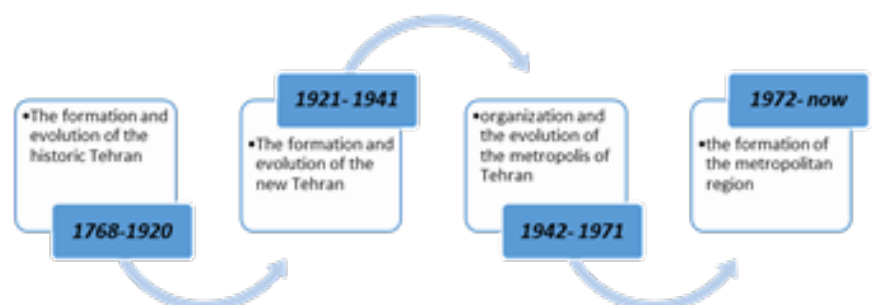 •The formation and
evolution of the
historic Tehran
1768-1920
1921- 1941
•The formation and
evolution of the
new Tehran
•organization and
the evolution of
the metropolis of
Tehran
1942- 1971
1972- now
•the formation of
the metropolitan
region